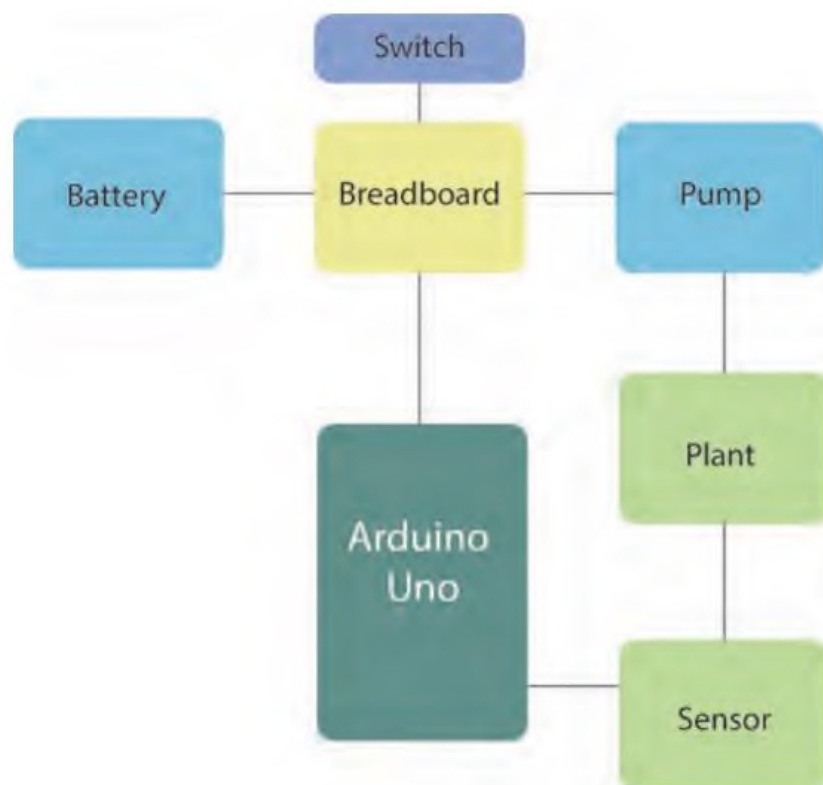 Switch
Battery
Breadboard
Pump
Plant
Arduino
Uno
Sensor